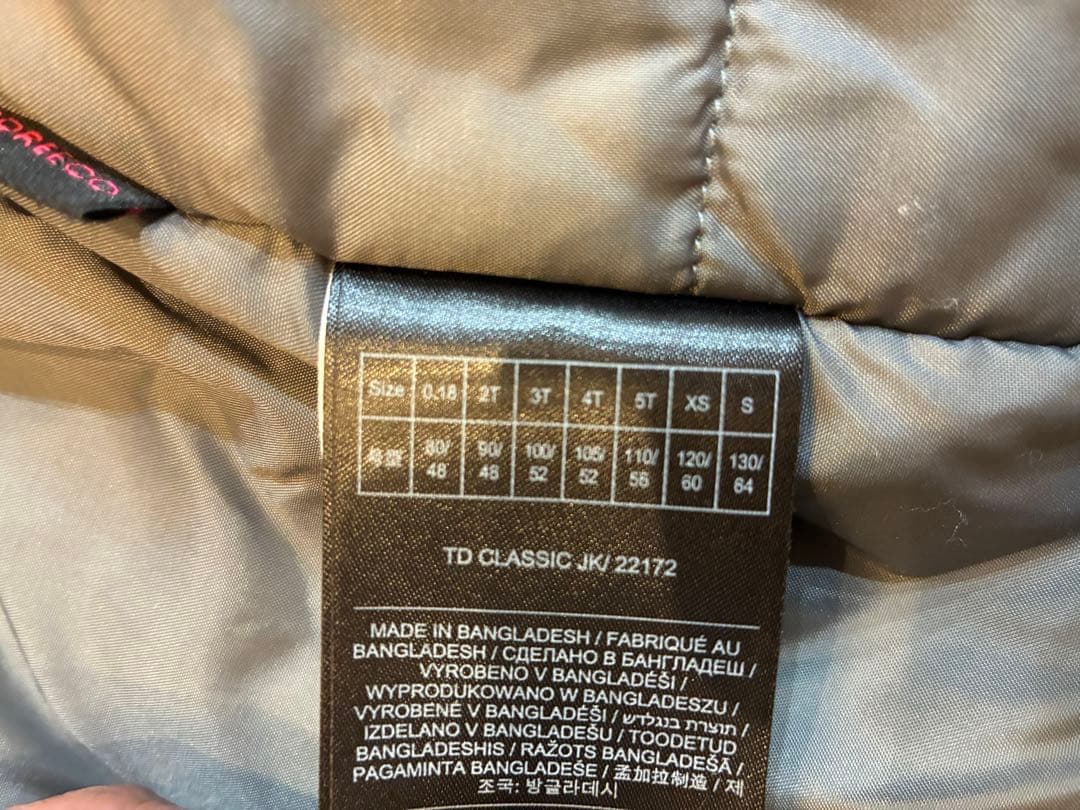 Size 0.18 2T 3T 4T 5T XS S
号型 80/48 90/48 100/52 105/52 110/56 120/60 130/64
TD CLASSIC JK/ 22172
MADE IN BANGLADESH / FABRIQUÉ AU
BANGLADESH / СДЕЛАНО В БАНГЛАДЕШ /
VYROBENO V BANGLADÉŠI /
WYPRODUKOWANO W BANGLADESZU /
VYROBENÉ V BANGLADÉŠI / תוצרת בנגלדש /
IZDELANO V BANGLADEŠU / TOODETUD
BANGLADESHIS / RAŽOTS BANGLADEŠĀ /
PAGAMINTA BANGLADEŠE / 孟加拉制造 / 제
조국: 방글라데시